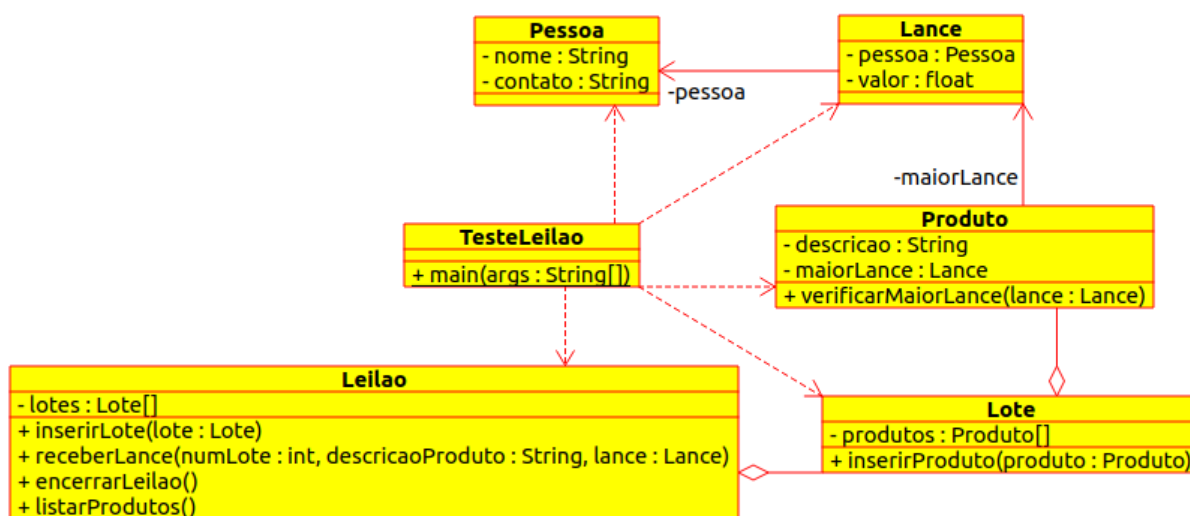 Pessoa
- nome : String
- contato : String
Lance
- pessoa : Pessoa
- valor : float
-pessoa
-maiorLance
TesteLeilao
+ main(args : String[])
Produto
- descricao : String
- maiorLance : Lance
+ verificarMaiorLance(lance : Lance)
Leilao
- lotes : Lote[]
+ inserirLote(lote : Lote)
+ receberLance(numLote : int, descricaoProduto : String, lance : Lance)
+ encerrarLeilao()
+ listarProdutos()
Lote
- produtos : Produto[]
+ inserirProduto(produto : Produto)